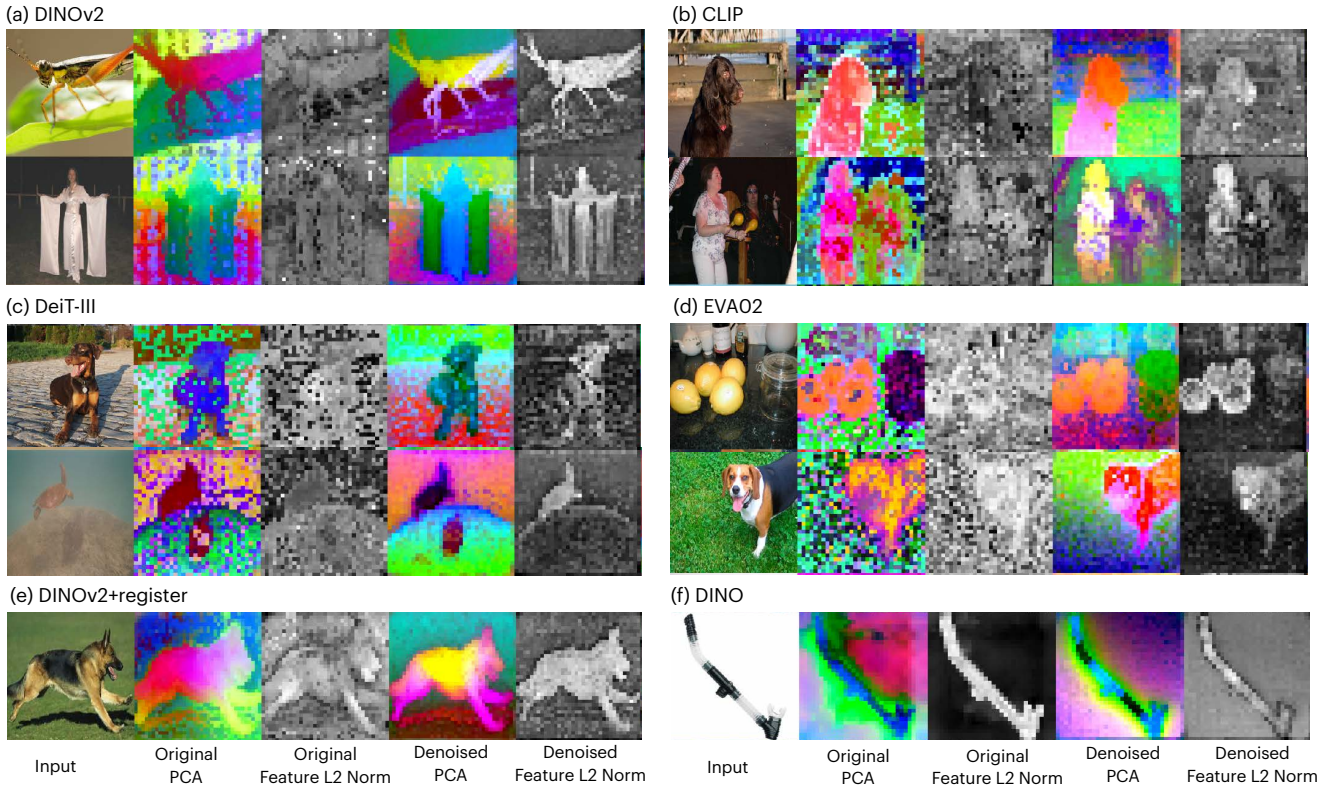 (a) DINOv2
(b) CLIP
(c) DeiT-III
(d) EVA02
(e) DINOv2+register
(f) DINO
Input
Original
PCA
Original
Feature L2 Norm
Denoised
PCA
Denoised
Feature L2 Norm
Input
Original
PCA
Original
Feature L2 Norm
Denoised
PCA
Denoised
Feature L2 Norm